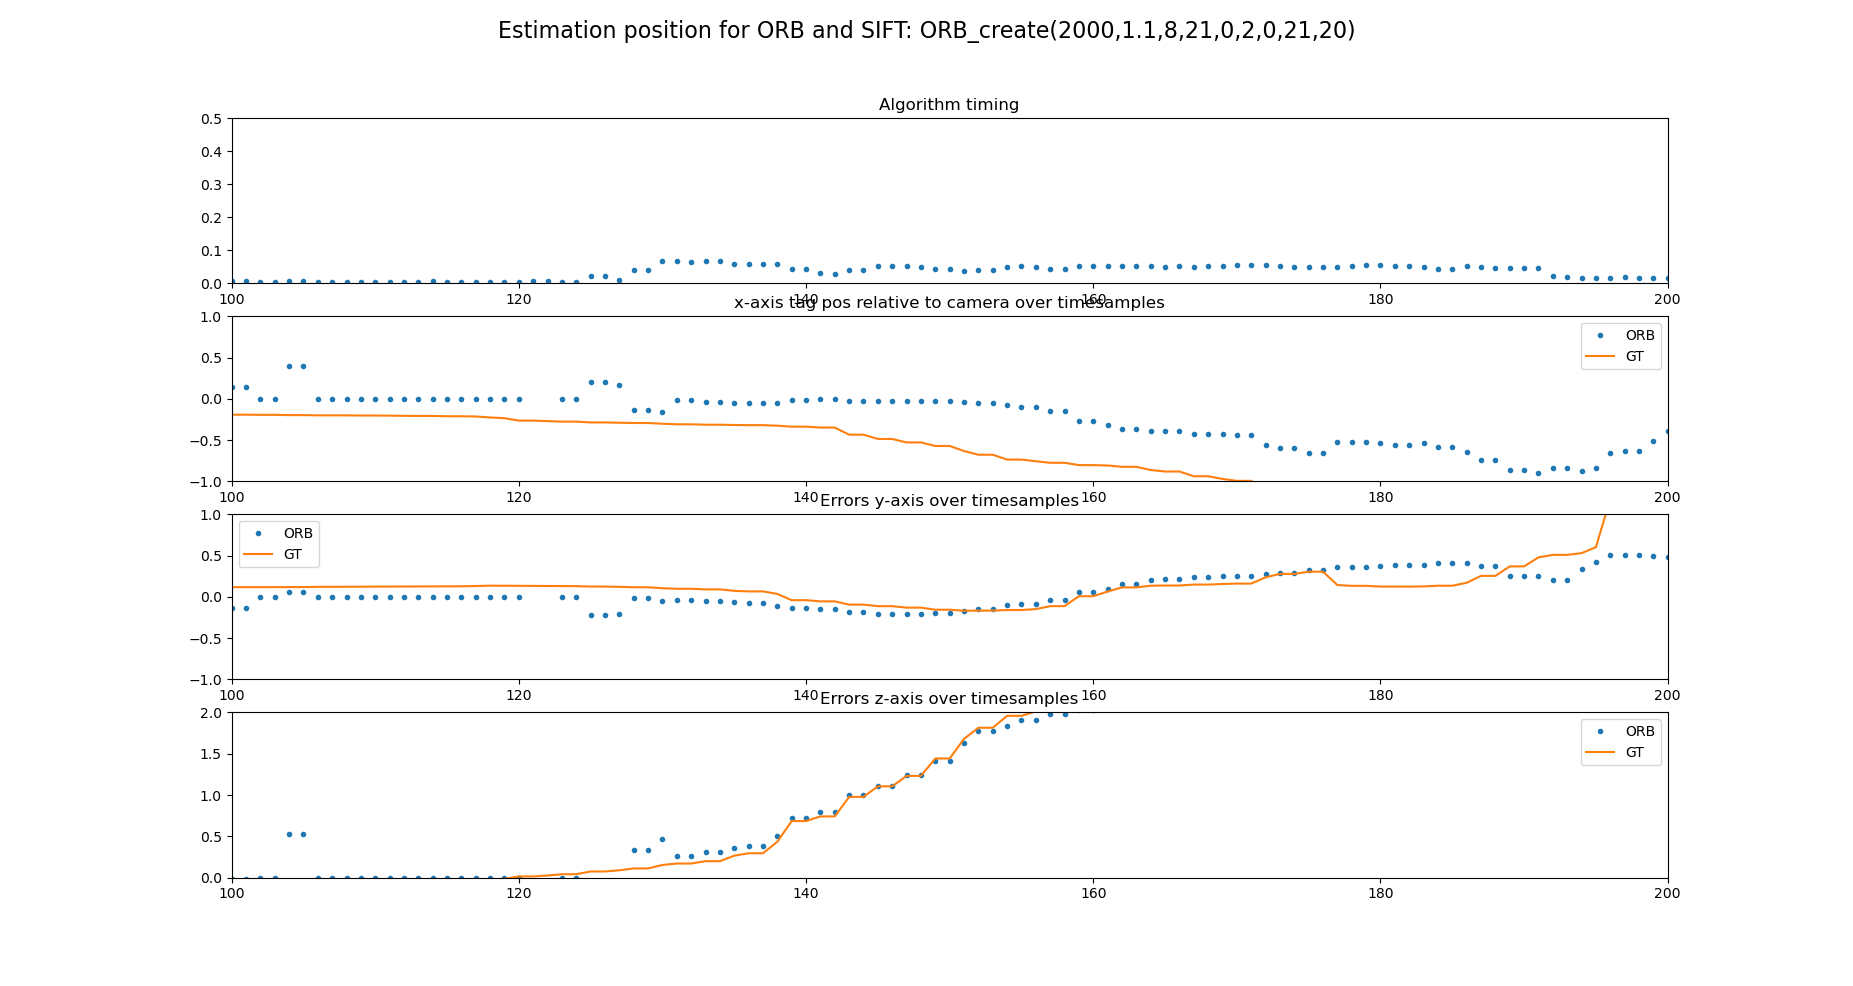 Estimation position for ORB and SIFT: ORB_create(2000,1.1,8,21,0,2,0,21,20)
Algorithm timing
0.5
0.4
0.3
0.2
0.1
0.0
100 120 140 160 180 200
x-axis tag pos relative to camera over timesamples
1.0
0.5
0.0
−0.5
−1.0
ORB
GT
100 120 140 160 180 200
Errors y-axis over timesamples
1.0
0.5
0.0
−0.5
−1.0
ORB
GT
100 120 140 160 180 200
Errors z-axis over timesamples
2.0
1.5
1.0
0.5
0.0
ORB
GT
100 120 140 160 180 200